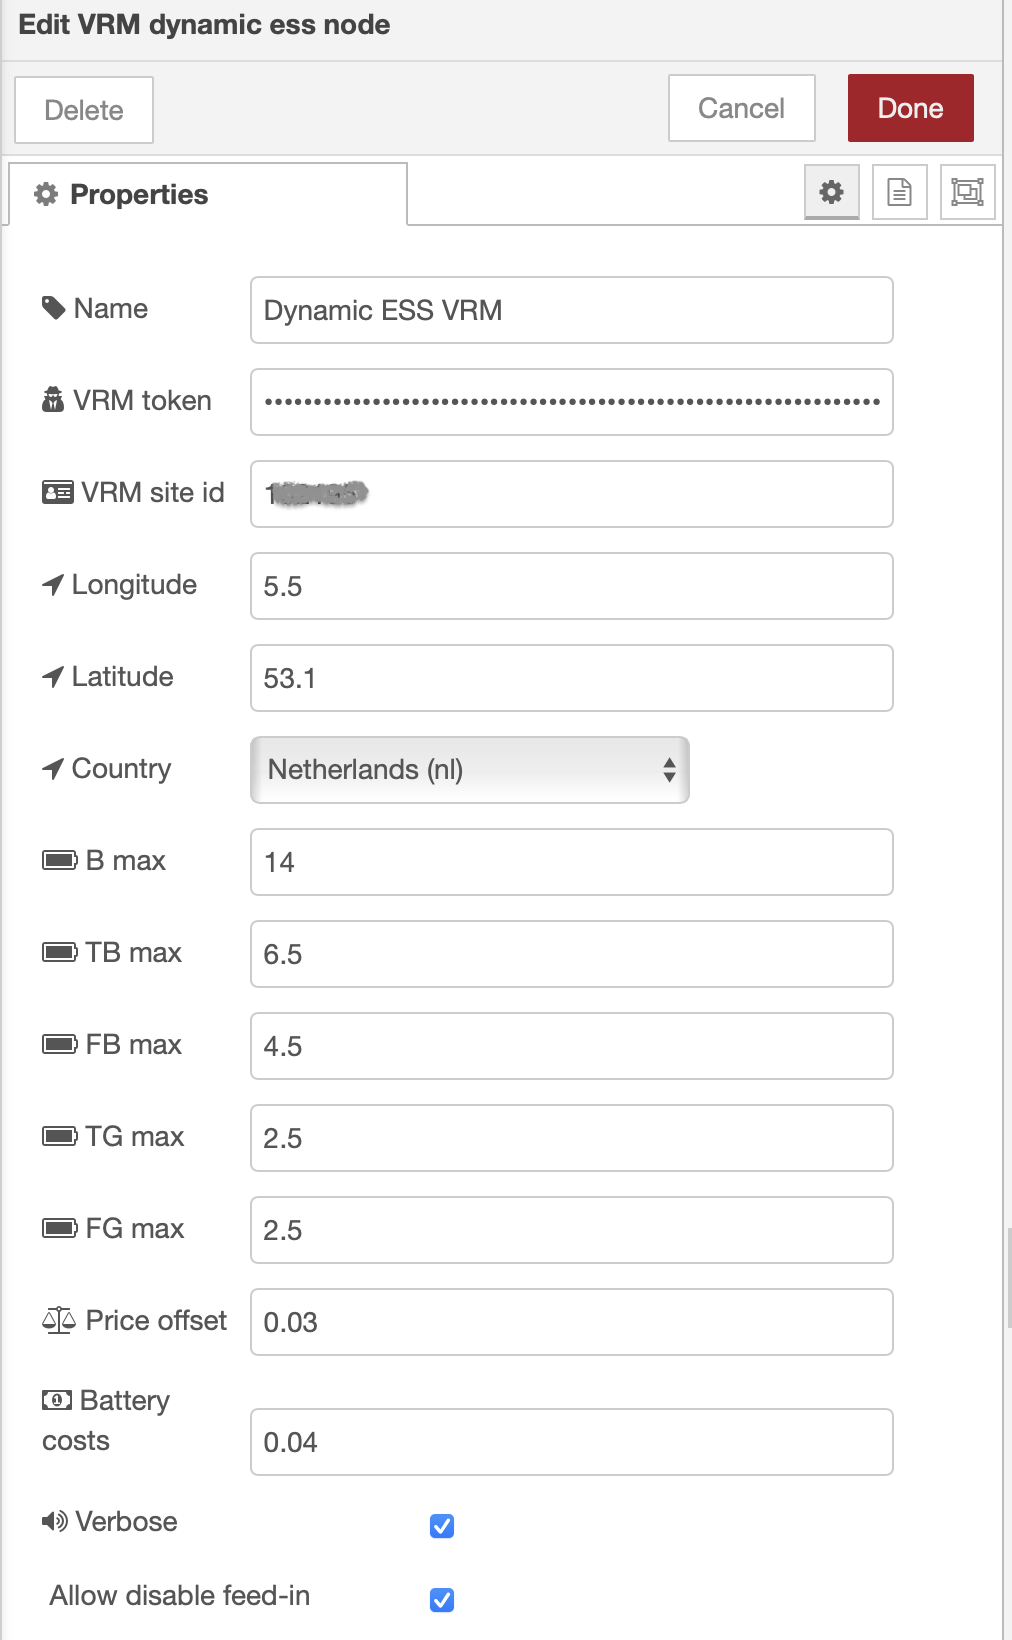 Edit VRM dynamic ess node
Delete
Cancel
Done
Properties
Name
Dynamic ESS VRM
VRM token
••••••••••••••••••••••••••••••••••••••••••••••••••••••••••••••••
VRM site id
Longitude
5.5
Latitude
53.1
Country
Netherlands (nl)
B max
14
TB max
6.5
FB max
4.5
TG max
2.5
FG max
2.5
Price offset
0.03
Battery
costs
0.04
Verbose
Allow disable feed-in